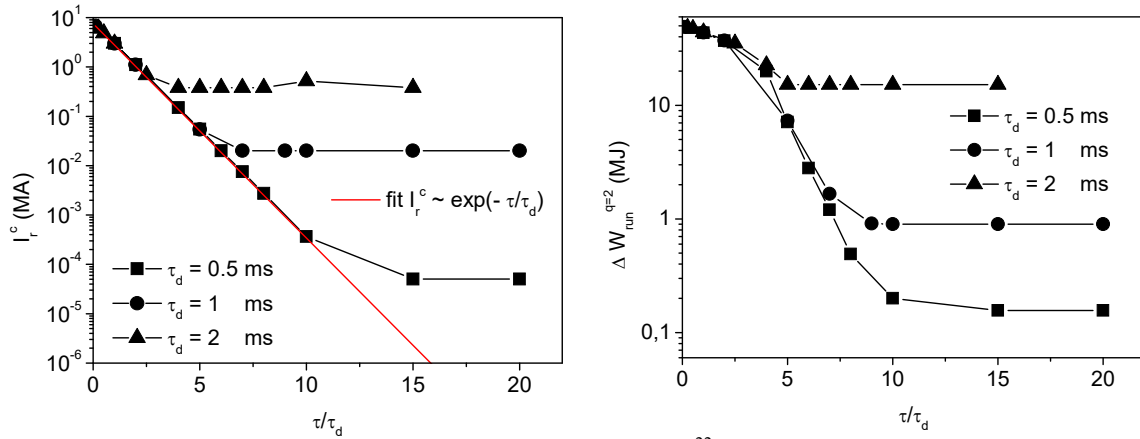 10^1
10^0
10^-1
10^-2
10^-3
10^-4
10^-5
10^-6
I_r^c (MA)
fit I_r^c ~ exp(- τ/τ_d)
τ_d = 0.5 ms
τ_d = 1 ms
τ_d = 2 ms
0 5 10 15 20
τ/τ_d
10
1
0,1
Δ W_run^q=2 (MJ)
τ_d = 0.5 ms
τ_d = 1 ms
τ_d = 2 ms
0 5 10 15 20
τ/τ_d